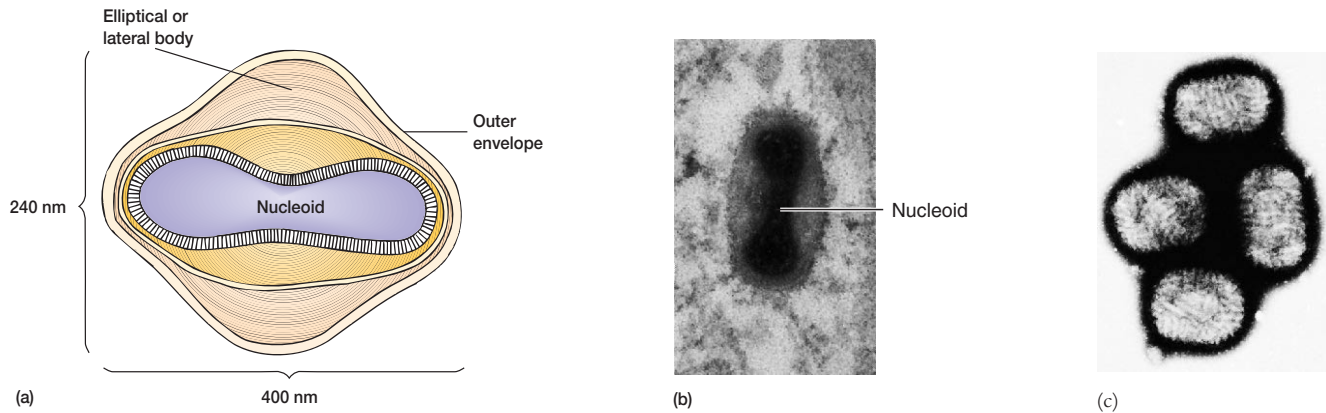 Elliptical or
lateral body
Outer
envelope
240 nm
Nucleoid
400 nm
(a)
Nucleoid
(b)
(c)